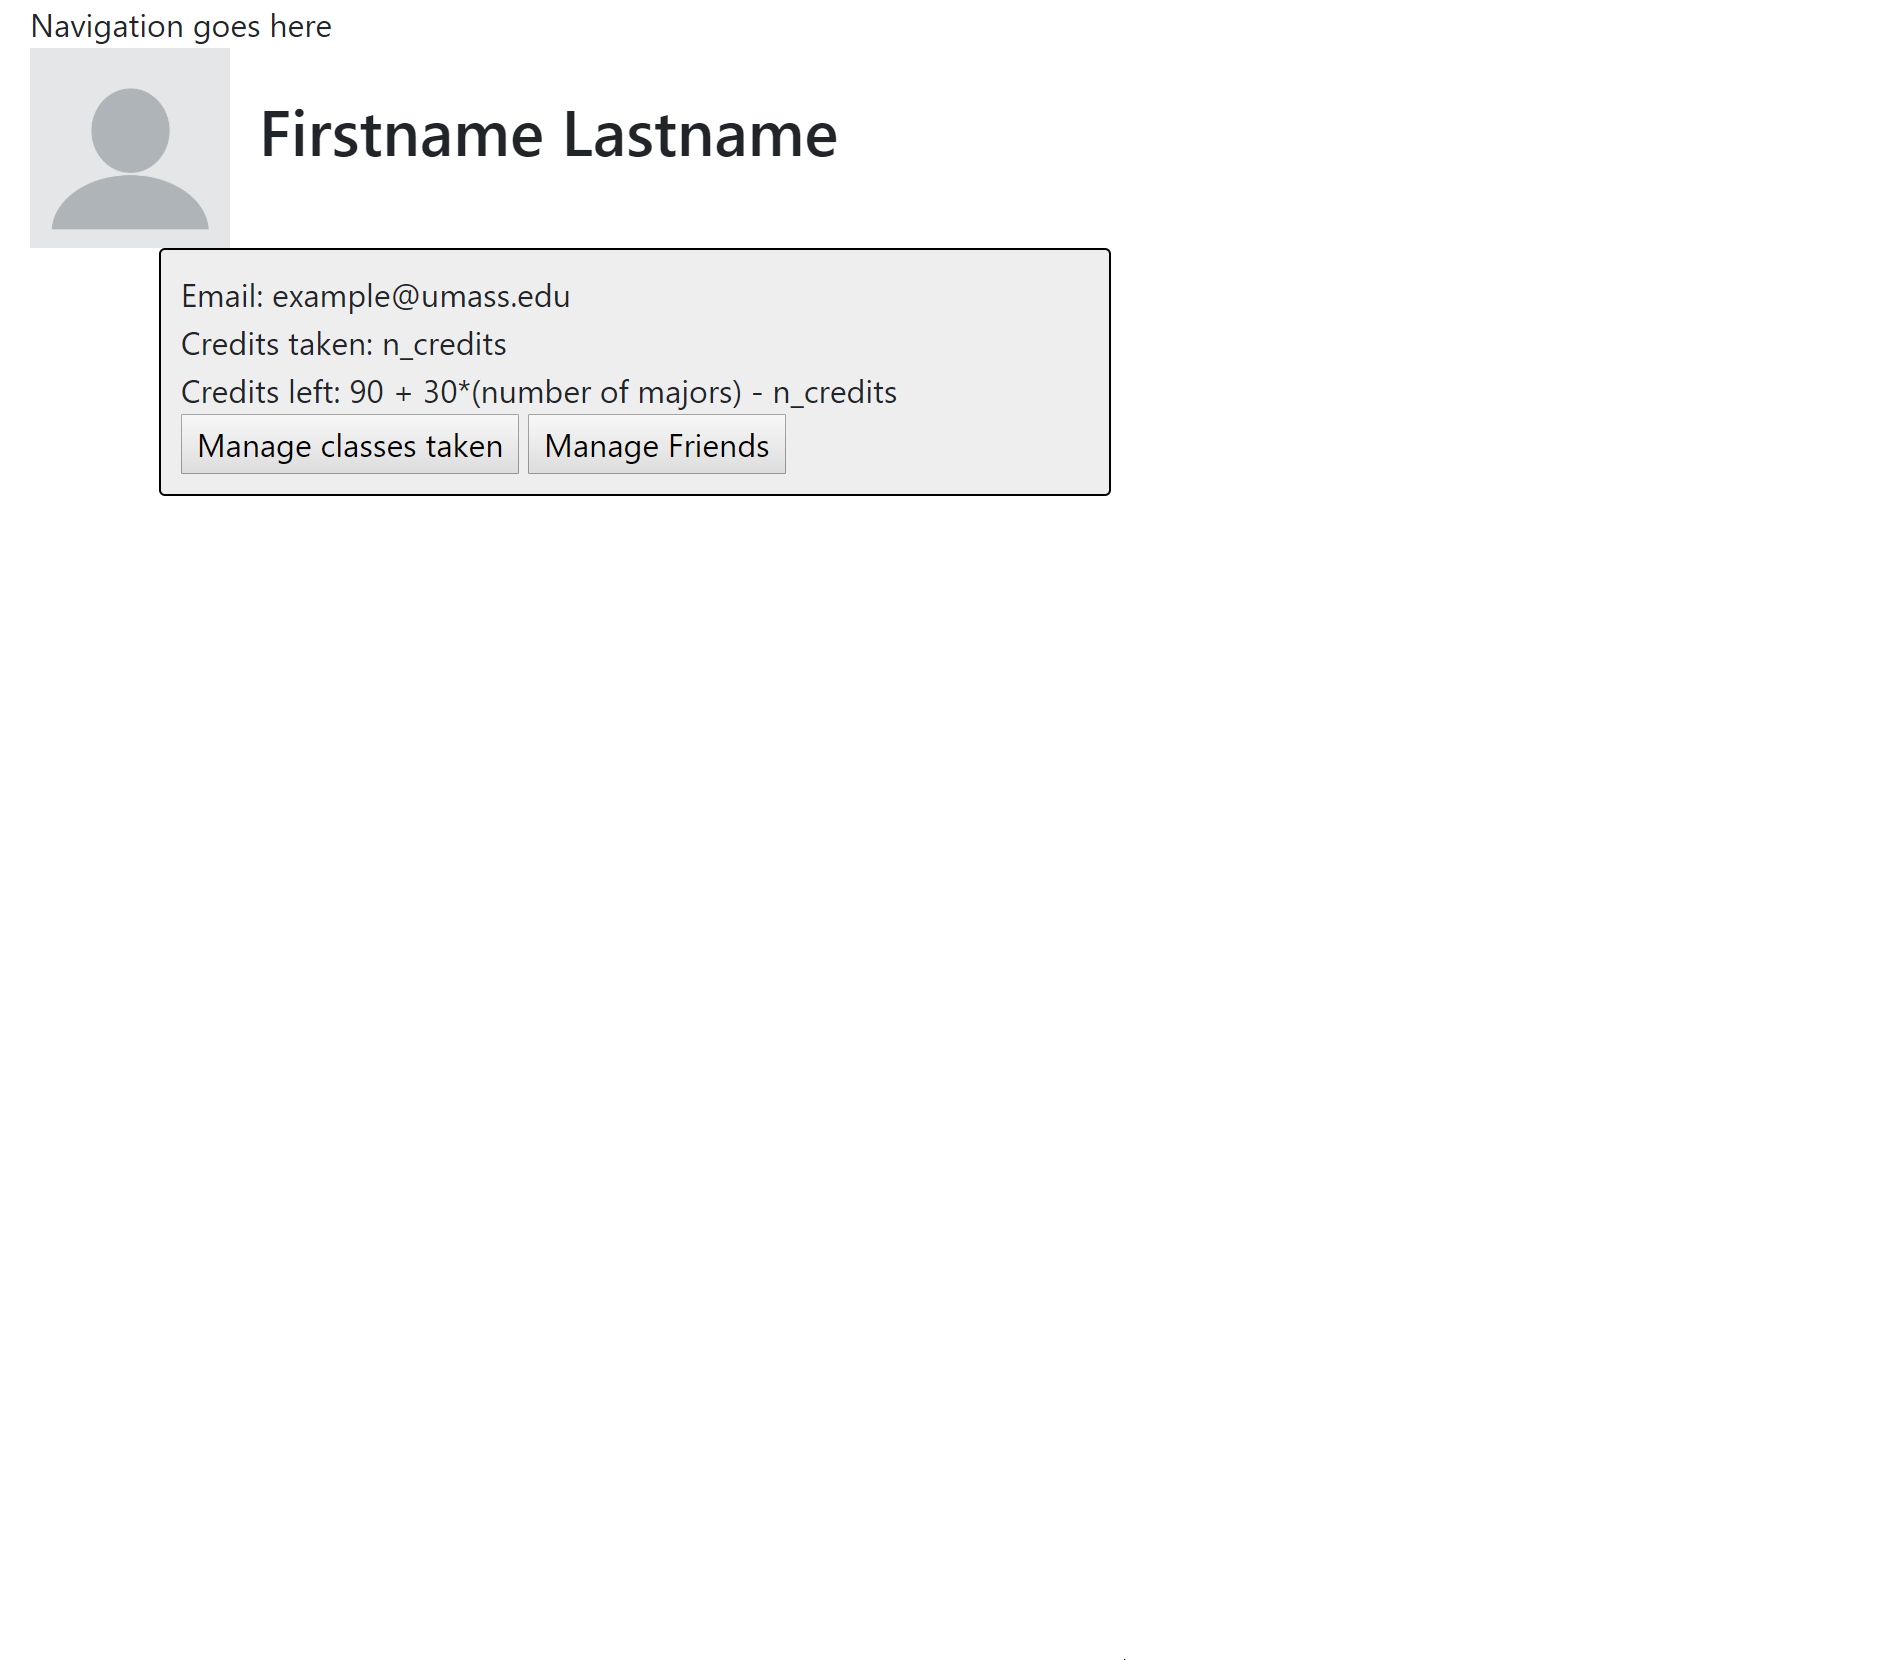 Navigation goes here
Firstname Lastname
Email: example@umass.edu
Credits taken: n_credits
Credits left: 90 + 30*(number of majors) - n_credits
Manage classes taken Manage Friends